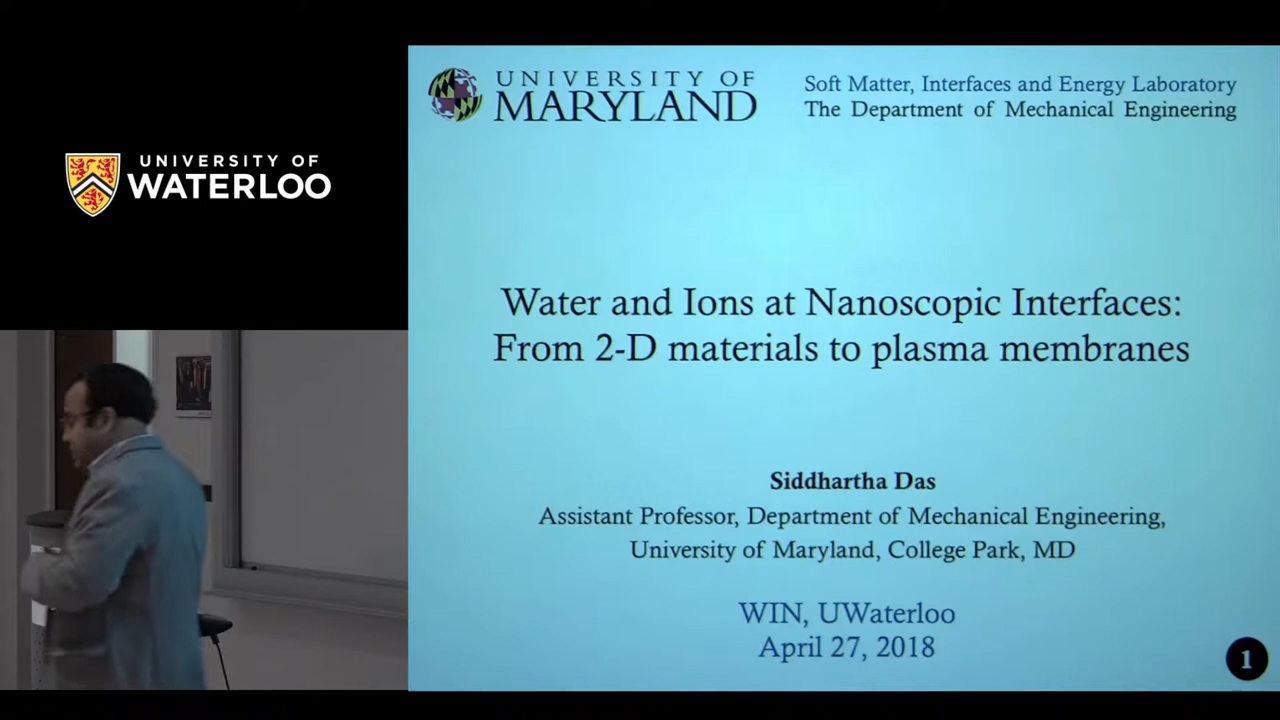 UNIVERSITY OF
WATERLOO
UNIVERSITY OF
MARYLAND
Soft Matter, Interfaces and Energy Laboratory
The Department of Mechanical Engineering
Water and Ions at Nanoscopic Interfaces:
From 2-D materials to plasma membranes
Siddhartha Das
Assistant Professor, Department of Mechanical Engineering,
University of Maryland, College Park, MD
WIN, UWaterloo
April 27, 2018
1